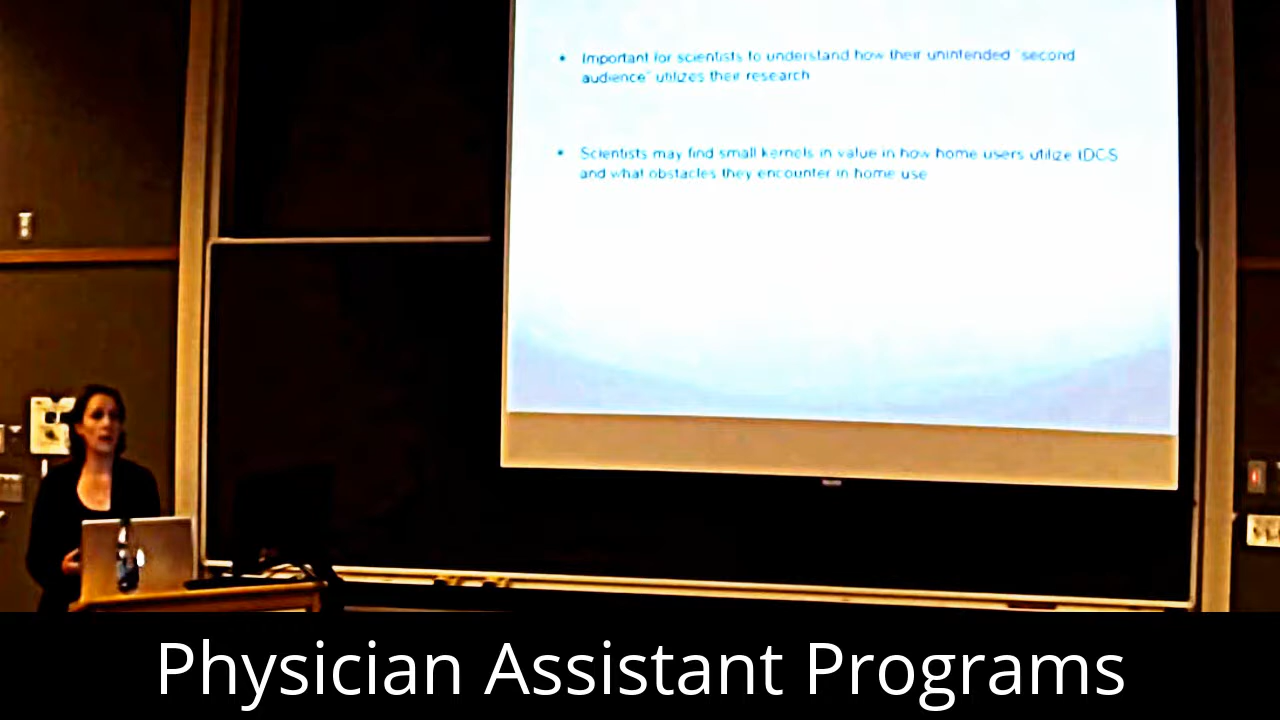 • Important for scientists to understand how their unintended "second
audience" utilizes their research
• Scientists may find small kernels in value in how home users utilize tDCS
and what obstacles they encounter in home use
Physician Assistant Programs